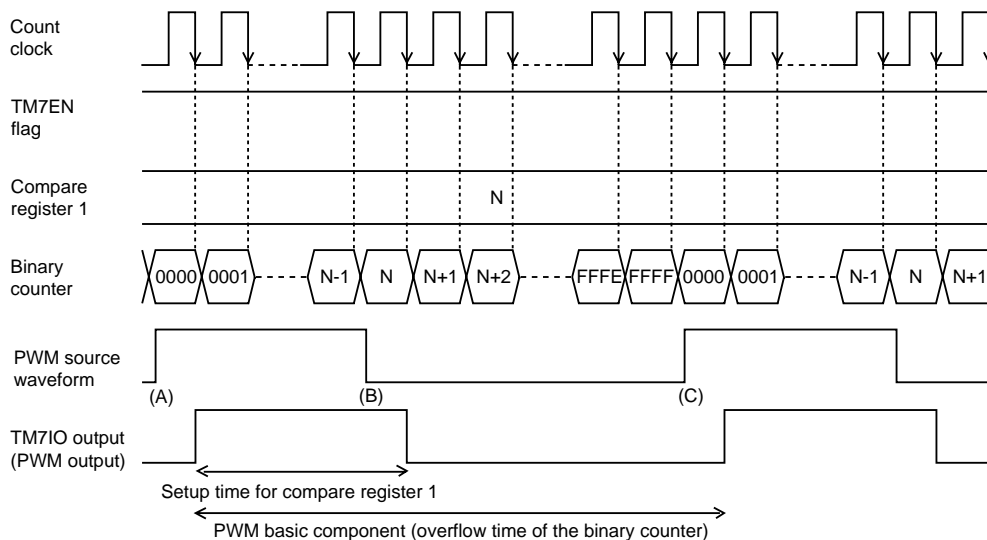 Count
clock
TM7EN
flag
Compare
register 1
N
Binary
counter
0000 0001 N-1 N N+1 N+2 FFFE FFFF 0000 0001 N-1 N N+1
PWM source
waveform
(A) (B) (C)
TM7IO output
(PWM output)
Setup time for compare register 1
PWM basic component (overflow time of the binary counter)